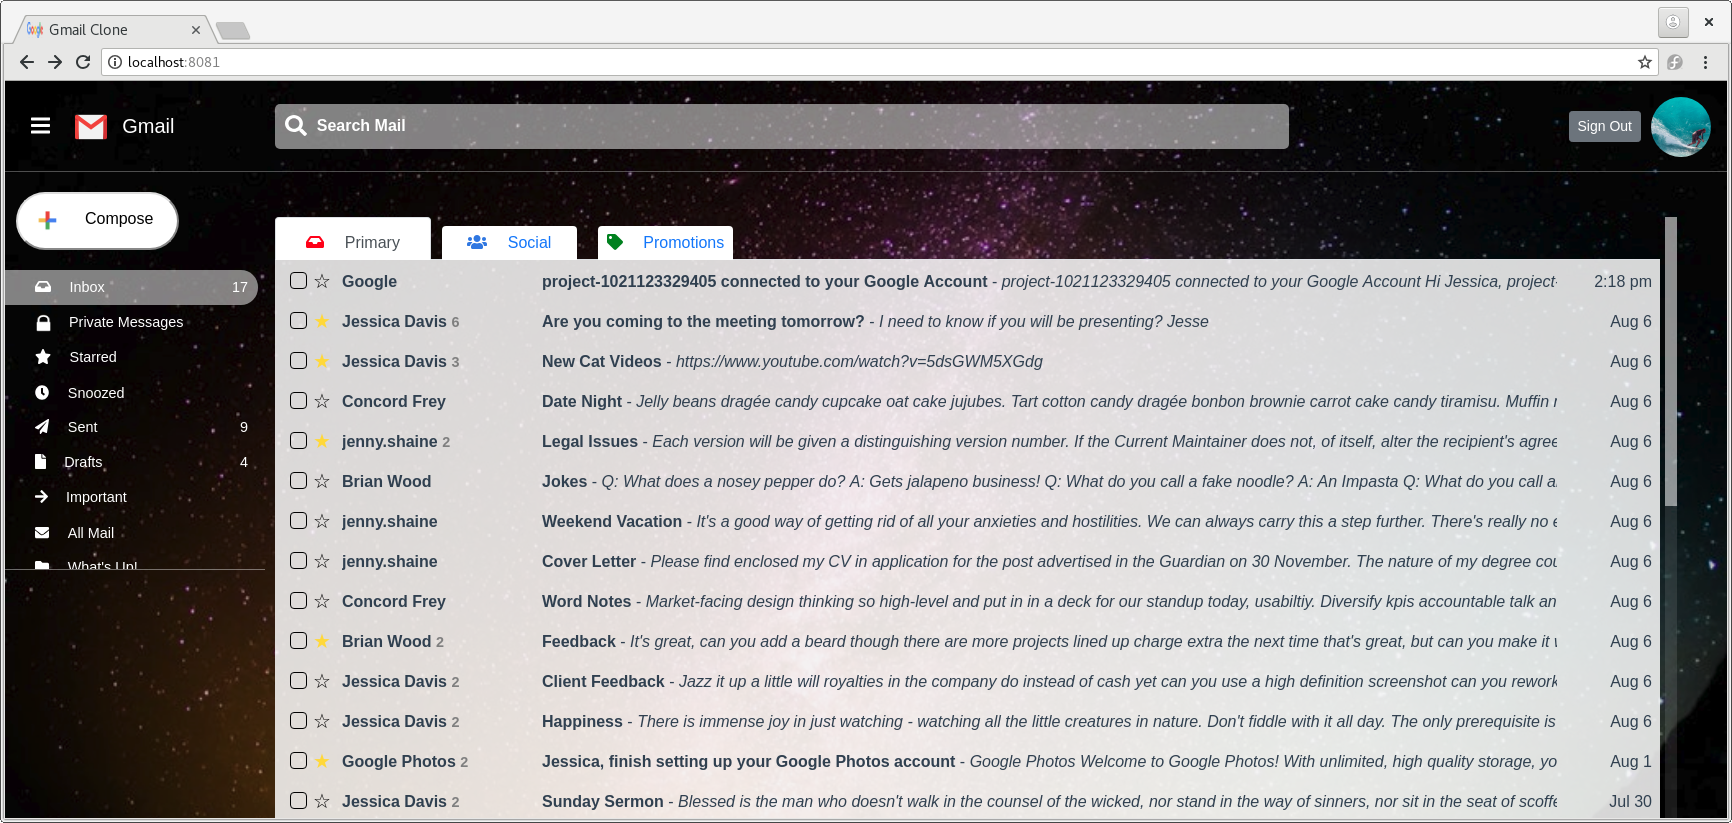 Gmail Clone
localhost:8081
Gmail
Search Mail
Sign Out
Compose
Primary
Social
Promotions
Inbox 17
Private Messages
Starred
Snoozed
Sent 9
Drafts 4
Important
All Mail
What's Up!
Google project-1021123329405 connected to your Google Account - project-1021123329405 connected to your Google Account Hi Jessica, project- 2:18 pm
Jessica Davis 6 Are you coming to the meeting tomorrow? - I need to know if you will be presenting? Jesse Aug 6
Jessica Davis 3 New Cat Videos - https://www.youtube.com/watch?v=5dsGWM5XGdg Aug 6
Concord Frey Date Night - Jelly beans dragée candy cupcake oat cake jujubes. Tart cotton candy dragée bonbon brownie carrot cake candy tiramisu. Muffin Aug 6
jenny.shaine 2 Legal Issues - Each version will be given a distinguishing version number. If the Current Maintainer does not, of itself, alter the recipient's agree Aug 6
Brian Wood Jokes - Q: What does a nosey pepper do? A: Gets jalapeno business! Q: What do you call a fake noodle? A: An Impasta Q: What do you call a Aug 6
jenny.shaine Weekend Vacation - It's a good way of getting rid of all your anxieties and hostilities. We can always carry this a step further. There's really no Aug 6
jenny.shaine Cover Letter - Please find enclosed my CV in application for the post advertised in the Guardian on 30 November. The nature of my degree cou Aug 6
Concord Frey Word Notes - Market-facing design thinking so high-level and put in in a deck for our standup today, usabiltiy. Diversify kpis accountable talk an Aug 6
Brian Wood 2 Feedback - It's great, can you add a beard though there are more projects lined up charge extra the next time that's great, but can you make it Aug 6
Jessica Davis 2 Client Feedback - Jazz it up a little will royalties in the company do instead of cash yet can you use a high definition screenshot can you rework Aug 6
Jessica Davis 2 Happiness - There is immense joy in just watching - watching all the little creatures in nature. Don't fiddle with it all day. The only prerequisite is Aug 6
Google Photos 2 Jessica, finish setting up your Google Photos account - Google Photos Welcome to Google Photos! With unlimited, high quality storage, yo Aug 1
Jessica Davis 2 Sunday Sermon - Blessed is the man who doesn't walk in the counsel of the wicked, nor stand in the way of sinners, nor sit in the seat of scoffe Jul 30